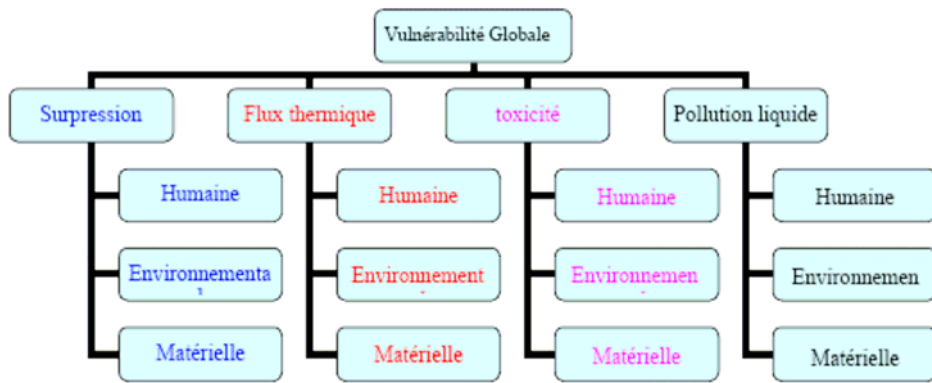 Vulnérabilité Globale
Surpression
Flux thermique
toxicité
Pollution liquide
Humaine
Humaine
Humaine
Humaine
Environnementa
Environnement
Environnemen
Environnemen
Matérielle
Matérielle
Matérielle
Matérielle